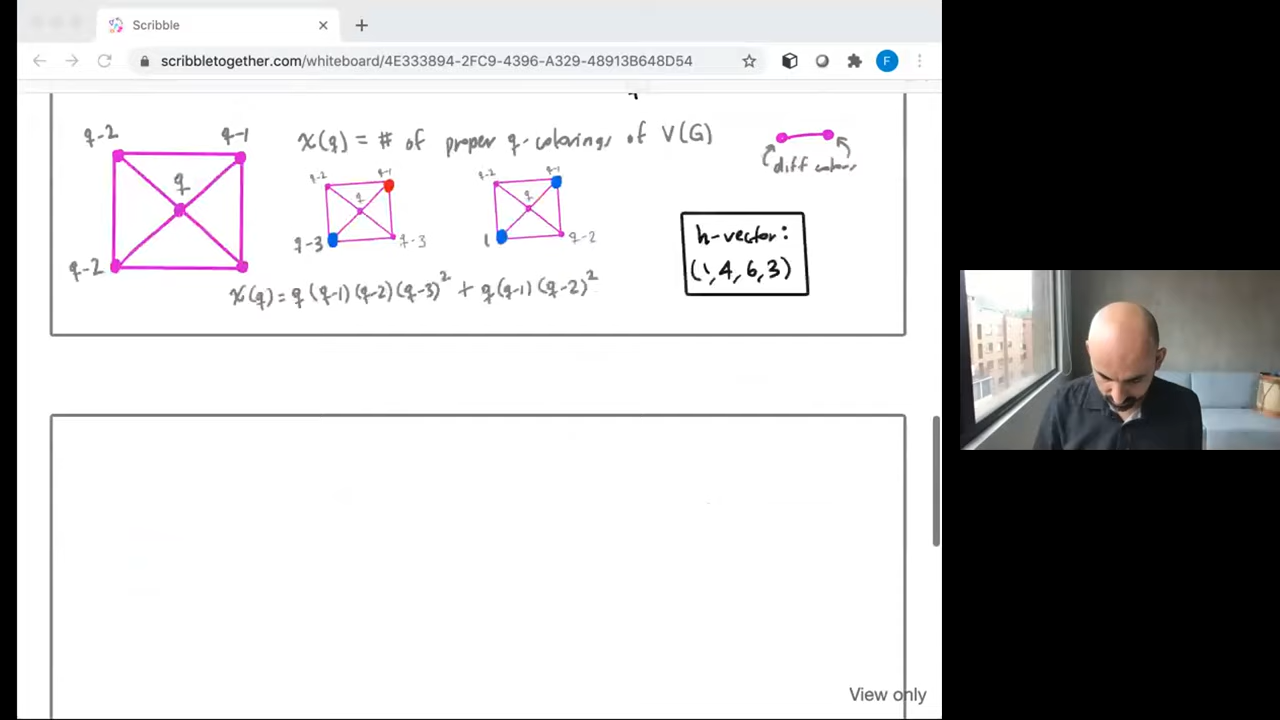 Scribble
scribbletogether.com/whiteboard/4E333894-2FC9-4396-A329-48913B648D54
F
q-2 q-1
q
q-2
χ(q) = # of proper q-colorings of V(G)
q-2 q-1
q
q-3 q-3
q-2 q-1
q
1 q-2
diff colors
h-vector:
(1,4,6,3)
χ(q) = q(q-1)(q-2)(q-3)² + q(q-1)(q-2)²
View only